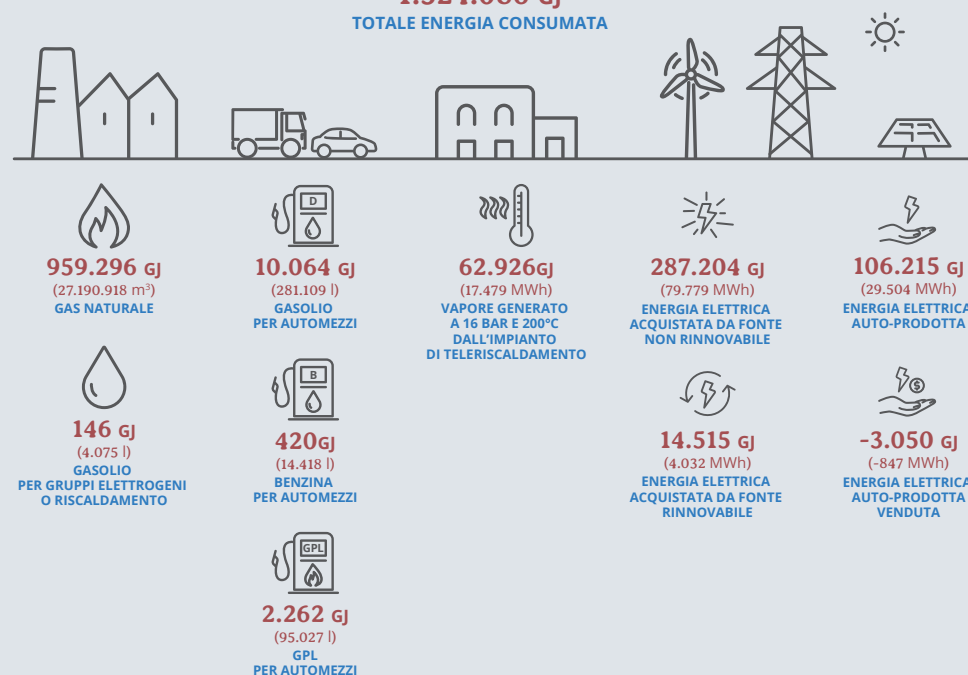 GJ
TOTALE ENERGIA CONSUMATA
959.296 GJ
(27.190.918 m³)
GAS NATURALE
146 GJ
(4.075 l)
GASOLIO
PER GRUPPI ELETTROGENI
O RISCALDAMENTO
D
10.064 GJ
(281.109 l)
GASOLIO
PER AUTOMEZZI
B
420GJ
(14.418 l)
BENZINA
PER AUTOMEZZI
GPL
2.262 GJ
(95.027 l)
GPL
PER AUTOMEZZI
62.926GJ
(17.479 MWh)
VAPORE GENERATO
A 16 BAR E 200°C
DALL'IMPIANTO
DI TELERISCALDAMENTO
287.204 GJ
(79.779 MWh)
ENERGIA ELETTRICA
ACQUISTATA DA FONTE
NON RINNOVABILE
14.515 GJ
(4.032 MWh)
ENERGIA ELETTRICA
ACQUISTATA DA FONTE
RINNOVABILE
106.215 GJ
(29.504 MWh)
ENERGIA ELETTRICA
AUTO-PRODOTTA
$
-3.050 GJ
(-847 MWh)
ENERGIA ELETTRICA
AUTO-PRODOTTA
VENDUTA